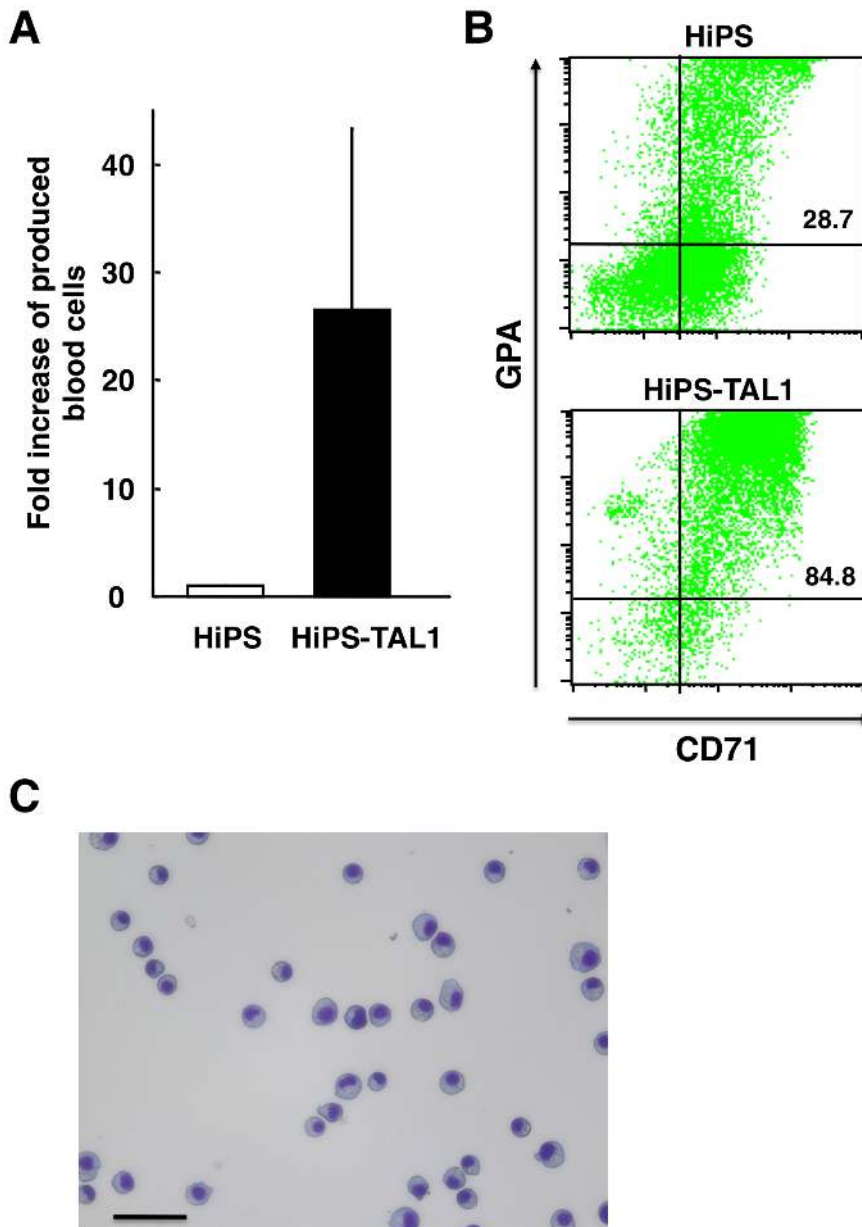 A
Fold increase of produced
blood cells
40
30
20
10
0
HiPS
HiPS-TAL1
B
HiPS
28.7
HiPS-TAL1
84.8
GPA
CD71
C